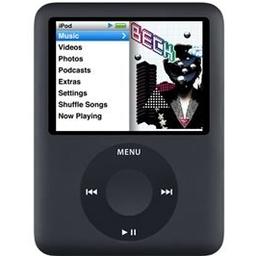 iPod
Music
Videos
Photos
Podcasts
Extras
Settings
Shuffle Songs
Now Playing
BECK
MENU